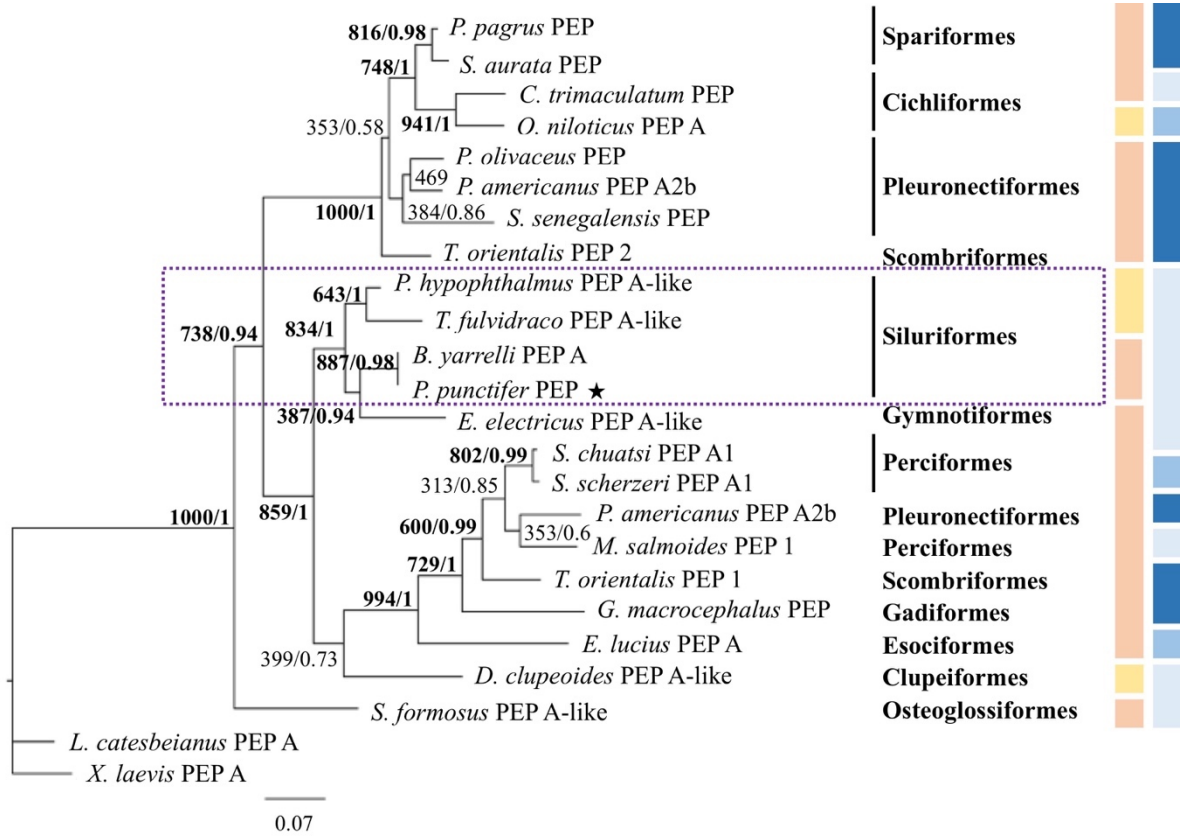 816/0.98 P. pagrus PEP Spariformes
748/1 S. aurata PEP
C. trimaculatum PEP Cichliformes
353/0.58 941/1 O. niloticus PEP A
P. olivaceus PEP
469 P. americanus PEP A2b Pleuronectiformes
1000/1 384/0.86 S. senegalensis PEP
T. orientalis PEP 2 Scombriformes
643/1 P. hypophthalmus PEP A-like
738/0.94 834/1 T. fulvidraco PEP A-like Siluriformes
887/0.98 B. yarrelli PEP A
P. punctifer PEP ★
387/0.94 E. electricus PEP A-like Gymnotiformes
802/0.99 S. chuatsi PEP A1 Perciformes
313/0.85 S. scherzeri PEP A1
1000/1 859/1 600/0.99 P. americanus PEP A2b Pleuronectiformes
353/0.6 M. salmoides PEP 1 Perciformes
729/1 T. orientalis PEP 1 Scombriformes
994/1 G. macrocephalus PEP Gadiformes
E. lucius PEP A Esociformes
399/0.73 D. clupeoides PEP A-like Clupeiformes
S. formosus PEP A-like Osteoglossiformes
L. catesbeianus PEP A
X. laevis PEP A
0.07